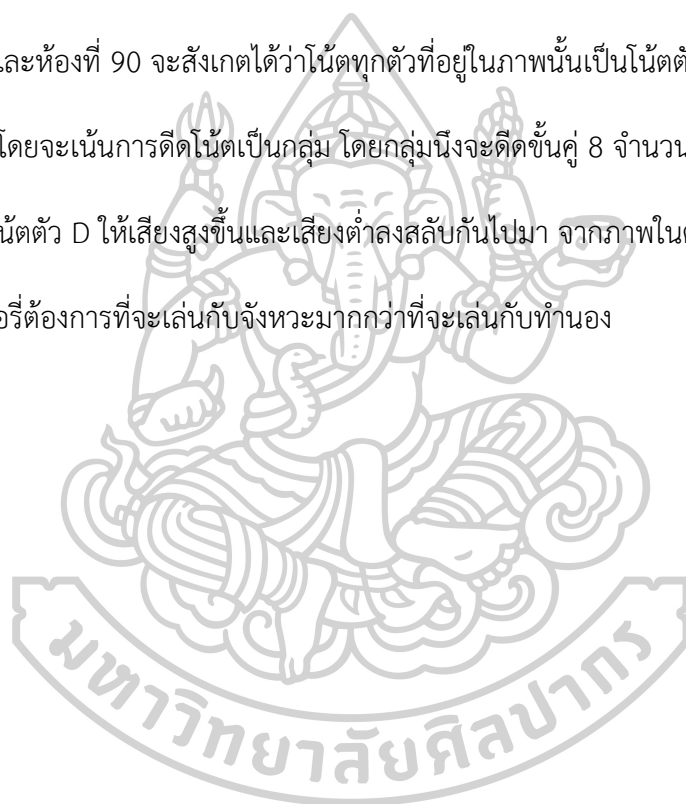 ละห้องที่ 90 จะสังเกตได้ว่าโน้ตทุกตัวที่อยู่ในภาพนั้นเป็นโน้ตตั
โดยจะเน้นการดีดโน้ตเป็นกลุ่ม โดยกลุ่มนึงจะดีดขั้นคู่ 8 จำนวน
น้ตตัว D ให้เสียงสูงขึ้นและเสียงต่ำลงสลับกันไปมา จากภาพใน
อรี่ต้องการที่จะเล่นกับจังหวะมากกว่าที่จะเล่นกับทำนอง
มหาวิทยาลัยศิลปากร